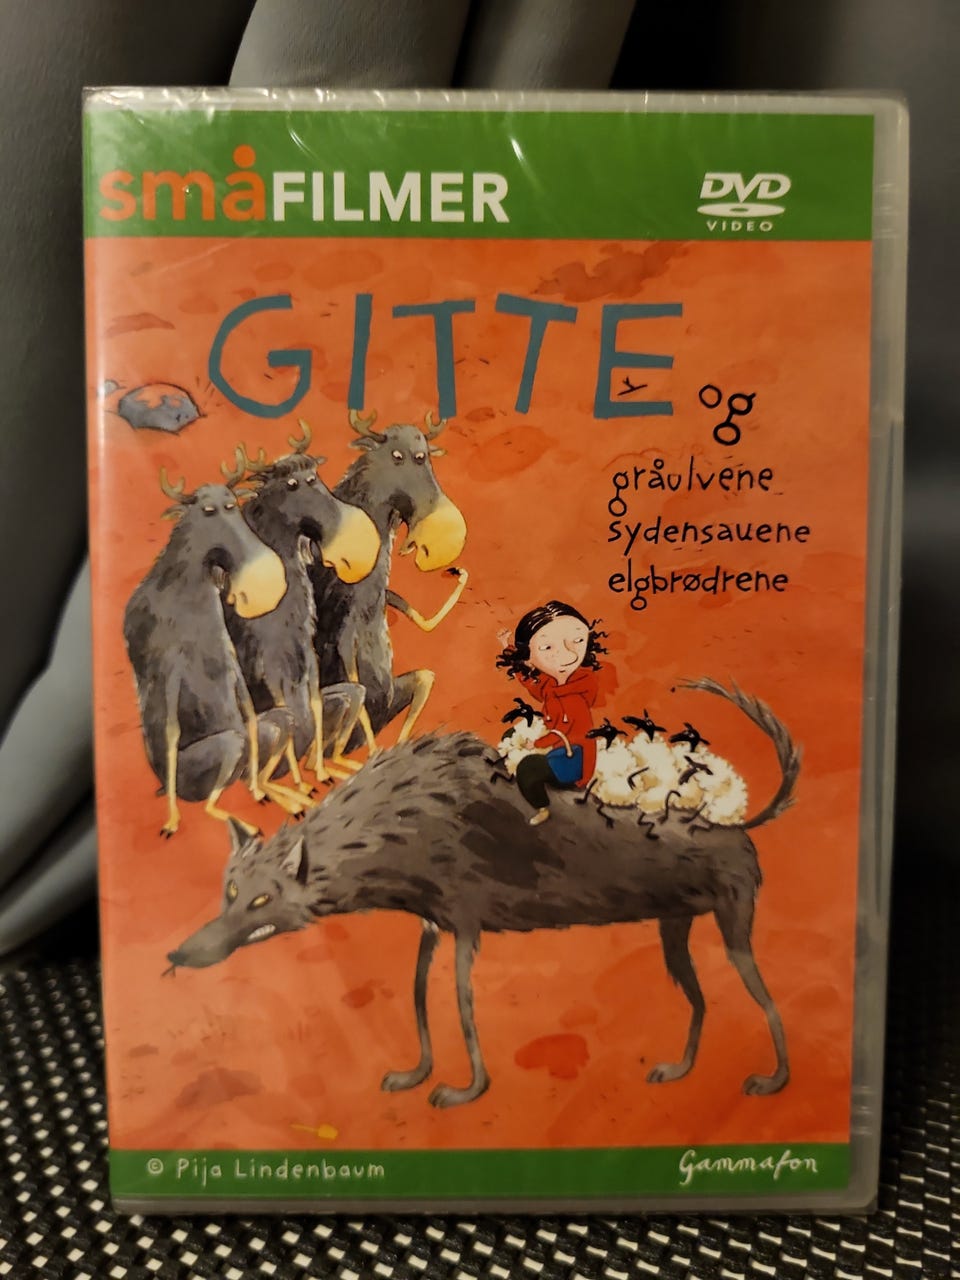 småFILMER
DVD
VIDEO
GITTE
og
gråulvene
sydensauene
elgbrødrene
© Pija Lindenbaum
Gammafon